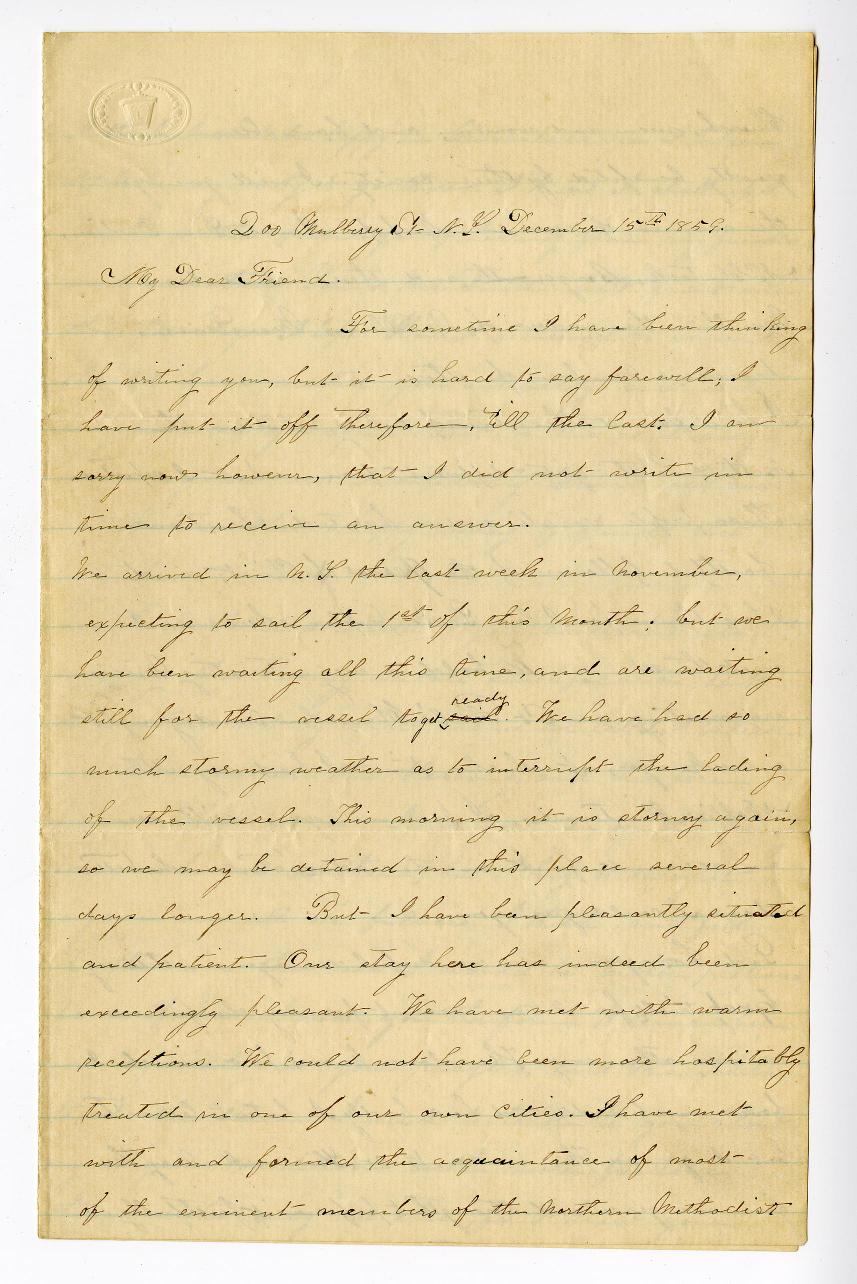 200 Mulberry St- N.Y. December 15th 1859.
My Dear Friend.
For sometime I have been thinking
of writing you, but it is hard to say farewell; I
have put it off therefore, 'till the last. I am
sorry now however, that I did not write in
time to receive an answer.
We arrived in N.Y. the last week in November,
expecting to sail the 1st of this Month; but we
have been waiting all this time, and are waiting
still for the vessel to get sail ready. We have had so
much stormy weather as to interrupt the lading
of the vessel. This morning it is stormy again,
so we may be detained in this place several
days longer. But I have been pleasantly situated
and patient. Our stay here has indeed been
exceedingly pleasant. We have met with warm
receptions. We could not have been more hospitably
treated in one of our own cities. I have met
with and formed the acquaintance of most
of the eminent members of the Northern Methodist